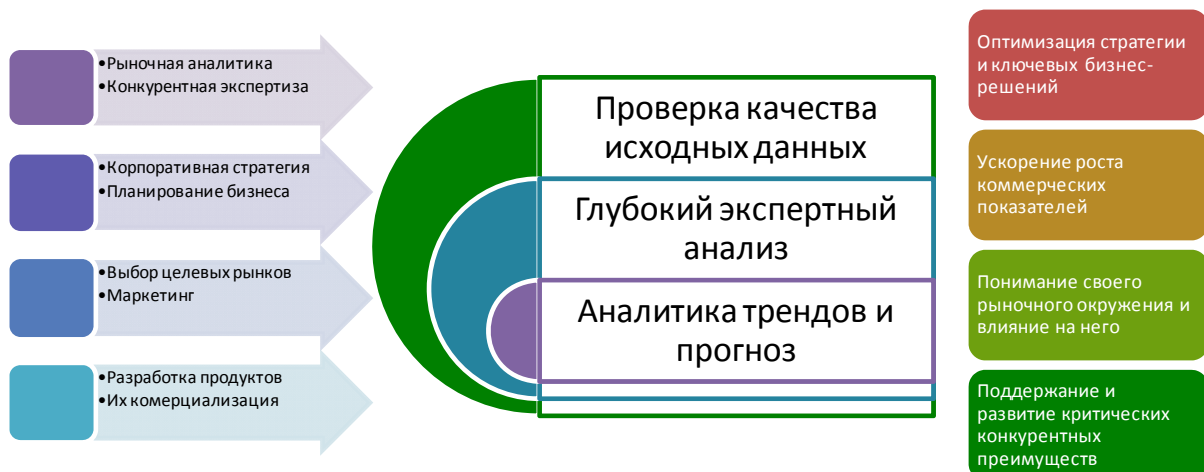 •Рыночная аналитика
•Конкурентная экспертиза
•Корпоративная стратегия
•Планирование бизнеса
•Выбор целевых рынков
•Маркетинг
•Разработка продуктов
•Их комерциализация
Проверка качества
исходных данных
Глубокий экспертный
анализ
Аналитика трендов и
прогноз
Оптимизация стратегии
и ключевых бизнес-
решений
Ускорение роста
коммерческих
показателей
Понимание своего
рыночного окружения и
влияние на него
Поддержание и
развитие критических
конкурентных
преимуществ